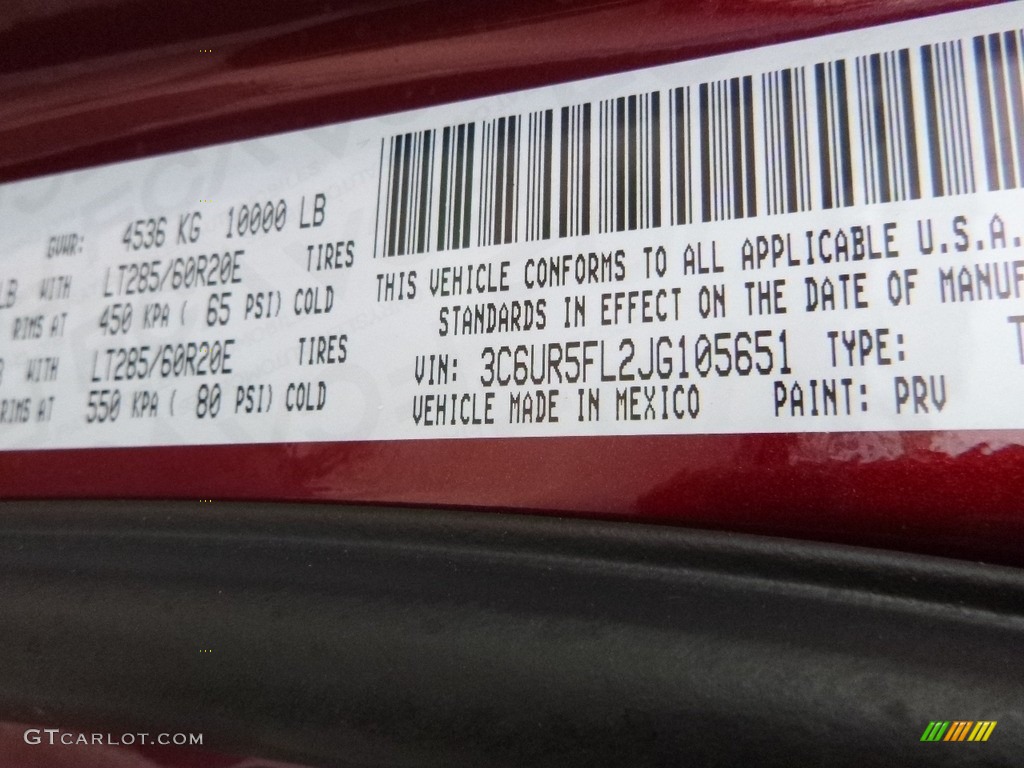 GVWR: 4536 KG 10000 LB
LB WITH LT285/60R20E TIRES
RIMS AT 450 KPA ( 65 PSI) COLD
WITH LT285/60R20E TIRES
RIMS AT 550 KPA ( 80 PSI) COLD
THIS VEHICLE CONFORMS TO ALL APPLICABLE U.S.A.
STANDARDS IN EFFECT ON THE DATE OF MANUF
VIN: 3C6UR5FL2JG105651 TYPE: T
VEHICLE MADE IN MEXICO PAINT: PRV
GTCARLOT.COM